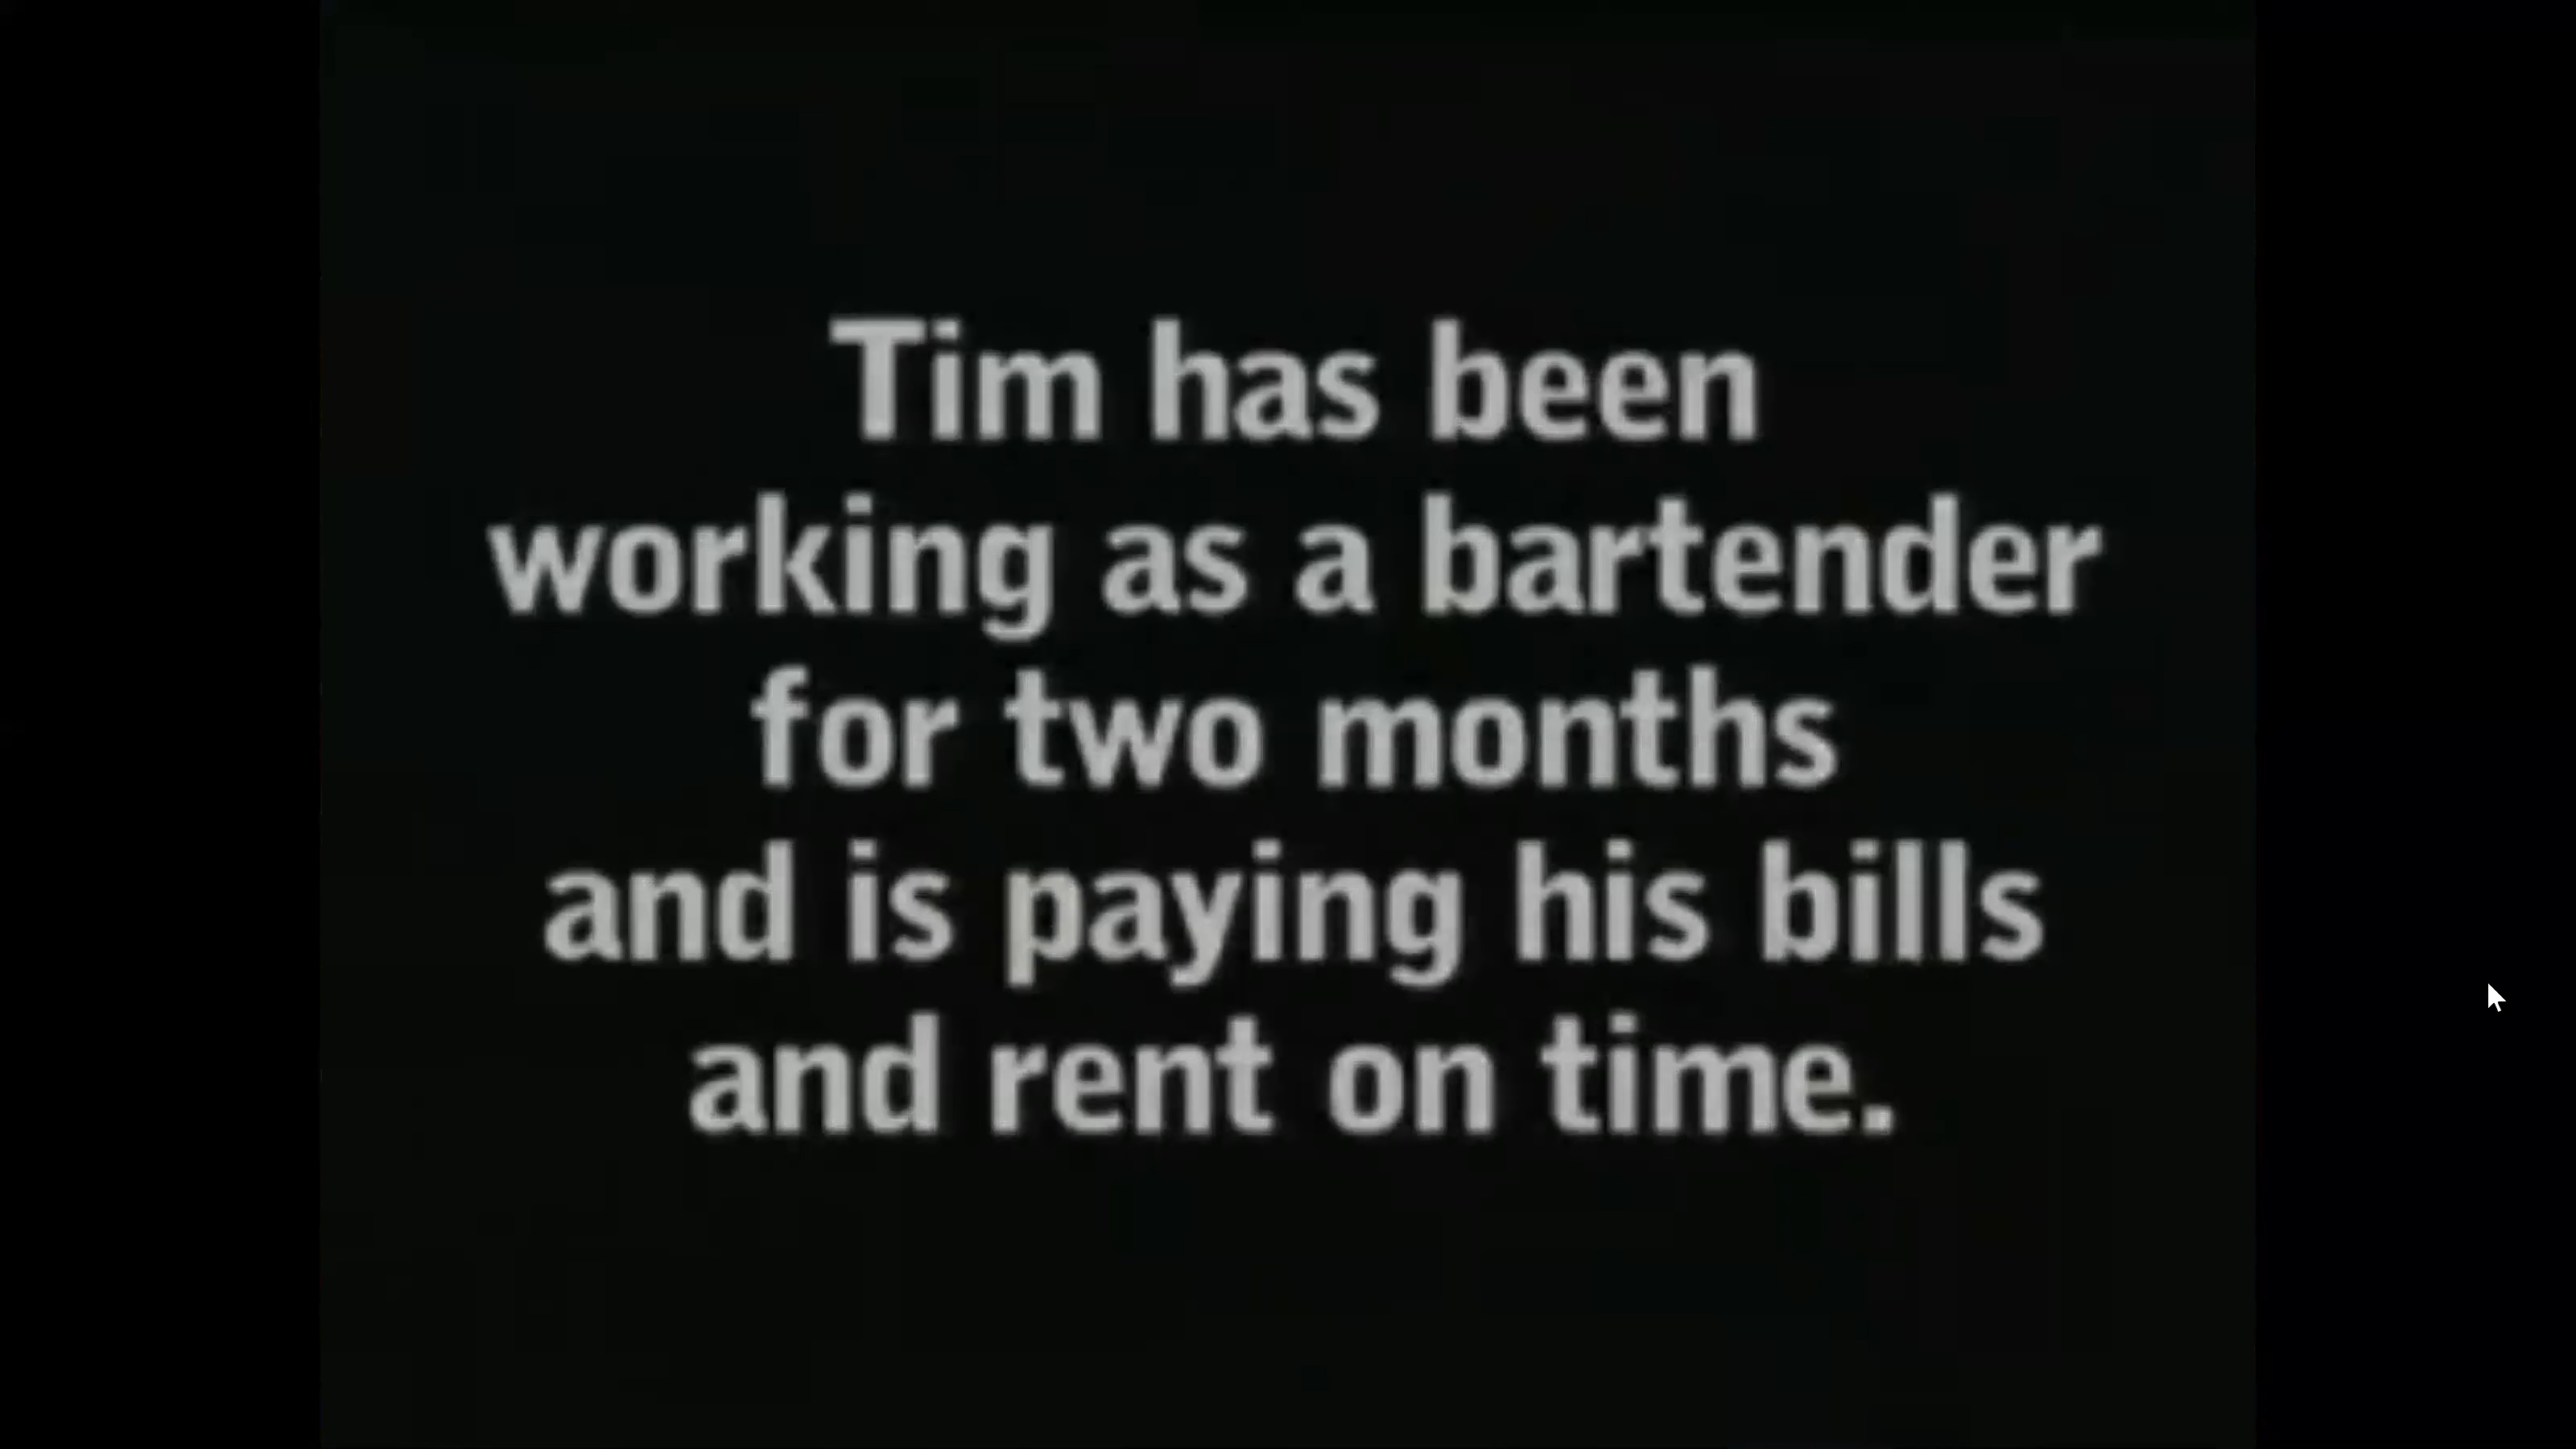 Tim has been
working as a bartender
for two months
and is paying his bills
and rent on time.